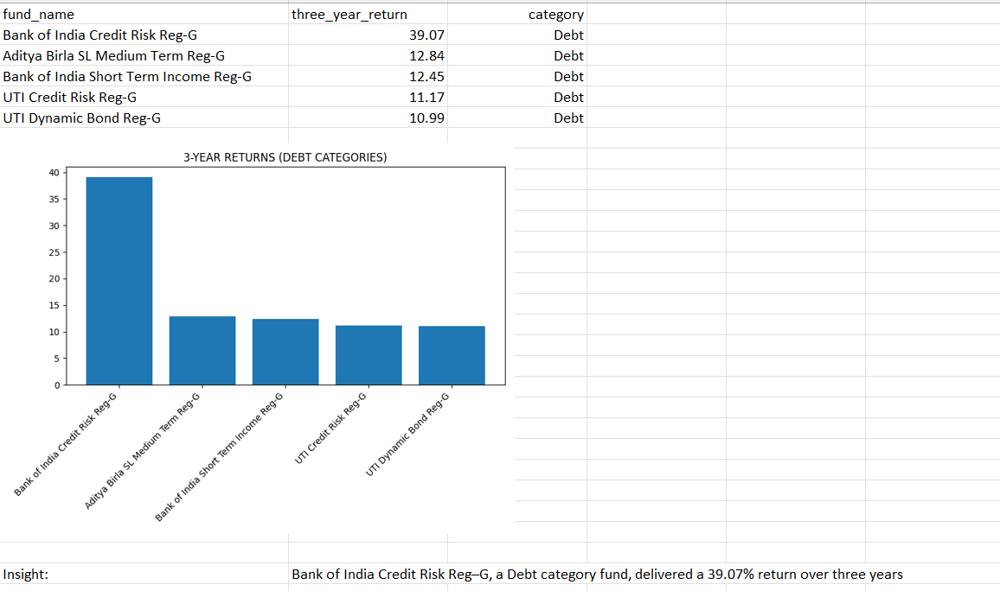 fund_name three_year_return category
Bank of India Credit Risk Reg-G 39.07 Debt
Aditya Birla SL Medium Term Reg-G 12.84 Debt
Bank of India Short Term Income Reg-G 12.45 Debt
UTI Credit Risk Reg-G 11.17 Debt
UTI Dynamic Bond Reg-G 10.99 Debt
3-YEAR RETURNS (DEBT CATEGORIES)
40
35
30
25
20
15
10
5
0
Bank of India Credit Risk Reg-G
Aditya Birla SL Medium Term Reg-G
Bank of India Short Term Income Reg-G
UTI Credit Risk Reg-G
UTI Dynamic Bond Reg-G
Insight: Bank of India Credit Risk Reg–G, a Debt category fund, delivered a 39.07% return over three years